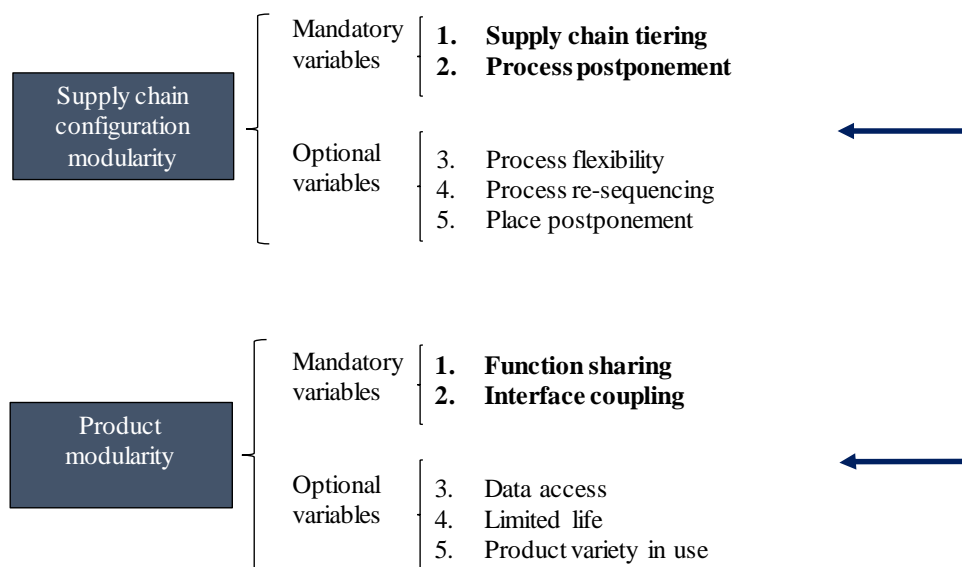 Supply chain
configuration
modularity
Mandatory
variables
1. Supply chain tiering
2. Process postponement
Optional
variables
3. Process flexibility
4. Process re-sequencing
5. Place postponement
Product
modularity
Mandatory
variables
1. Function sharing
2. Interface coupling
Optional
variables
3. Data access
4. Limited life
5. Product variety in use